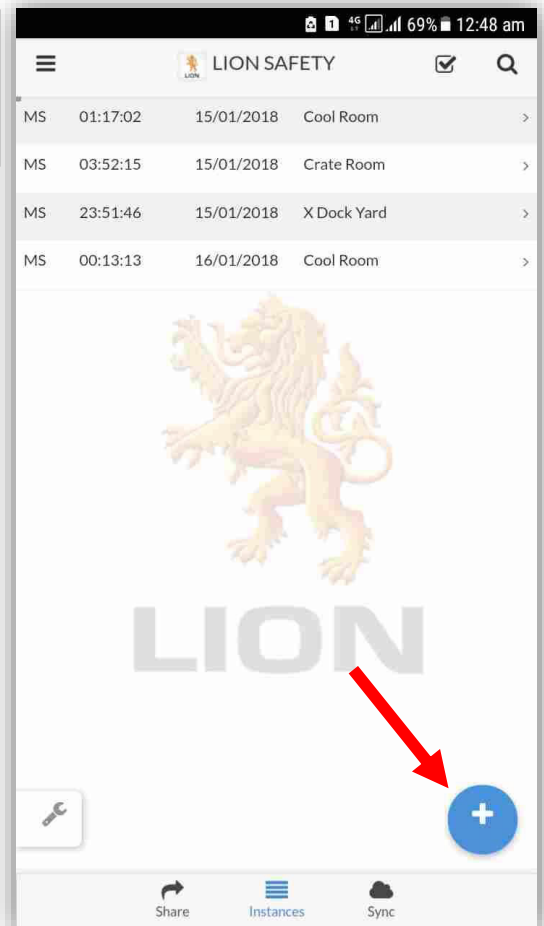 4G 69% 12:48 am
LION LION SAFETY
MS 01:17:02 15/01/2018 Cool Room >
MS 03:52:15 15/01/2018 Crate Room >
MS 23:51:46 15/01/2018 X Dock Yard >
MS 00:13:13 16/01/2018 Cool Room >
LION
+
Share Instances Sync